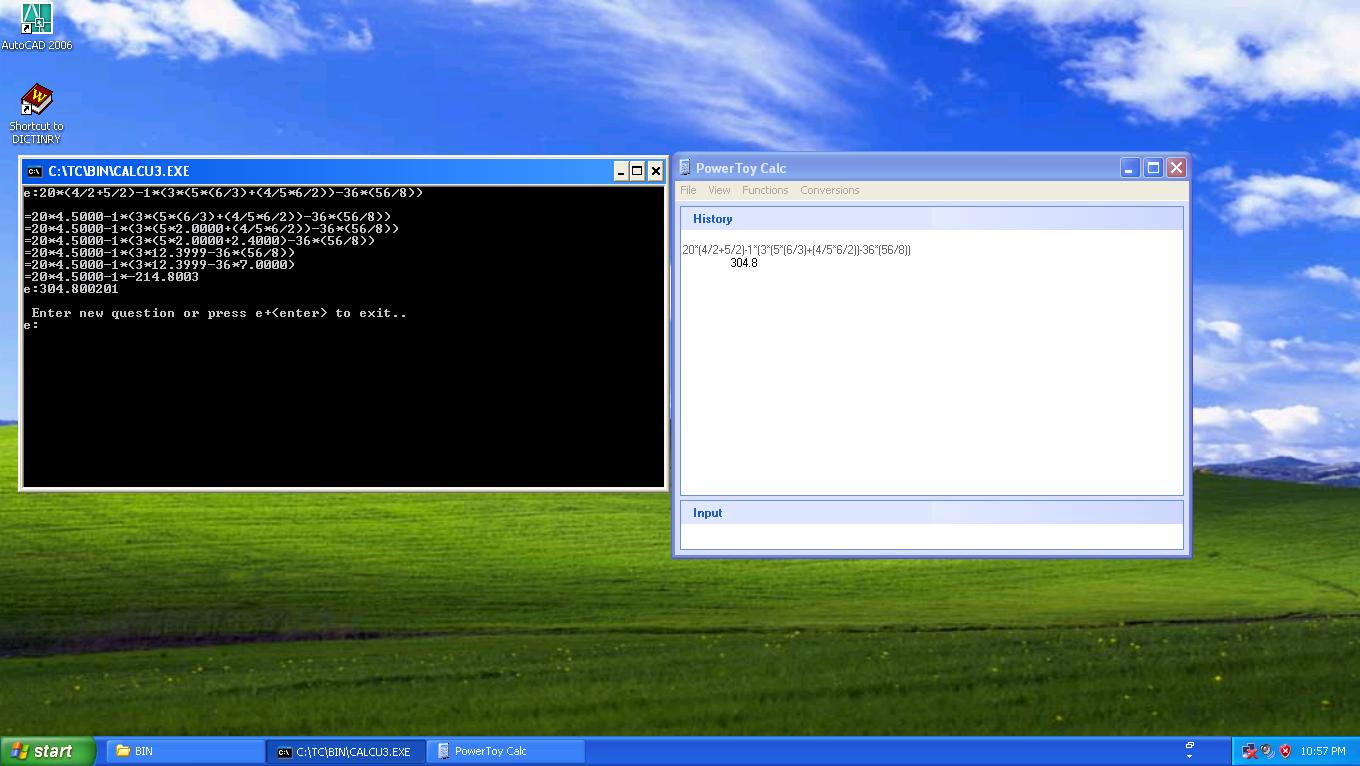 AutoCAD 2006
Shortcut to
DICTINRY
C:\TC\BIN\CALCU3.EXE
e:20*(4/2+5/2)-1*(3*(5*(6/3)+(4/5*6/2))-36*(56/8))
=20*4.5000-1*(3*(5*(6/3)+(4/5*6/2))-36*(56/8))
=20*4.5000-1*(3*(5*2.0000+(4/5*6/2))-36*(56/8))
=20*4.5000-1*(3*(5*2.0000+2.4000)-36*(56/8))
=20*4.5000-1*(3*12.3999-36*(56/8))
=20*4.5000-1*(3*12.3999-36*7.0000)
=20*4.5000-1*-214.8003
e:304.800201
Enter new question or press e+<enter> to exit..
e:
PowerToy Calc
File View Functions Conversions
History
20*(4/2+5/2)-1*(3*(5*(6/3)+(4/5*6/2))-36*(56/8))
304.8
Input
start
BIN
C:\TC\BIN\CALCU3.EXE
PowerToy Calc
10:57 PM